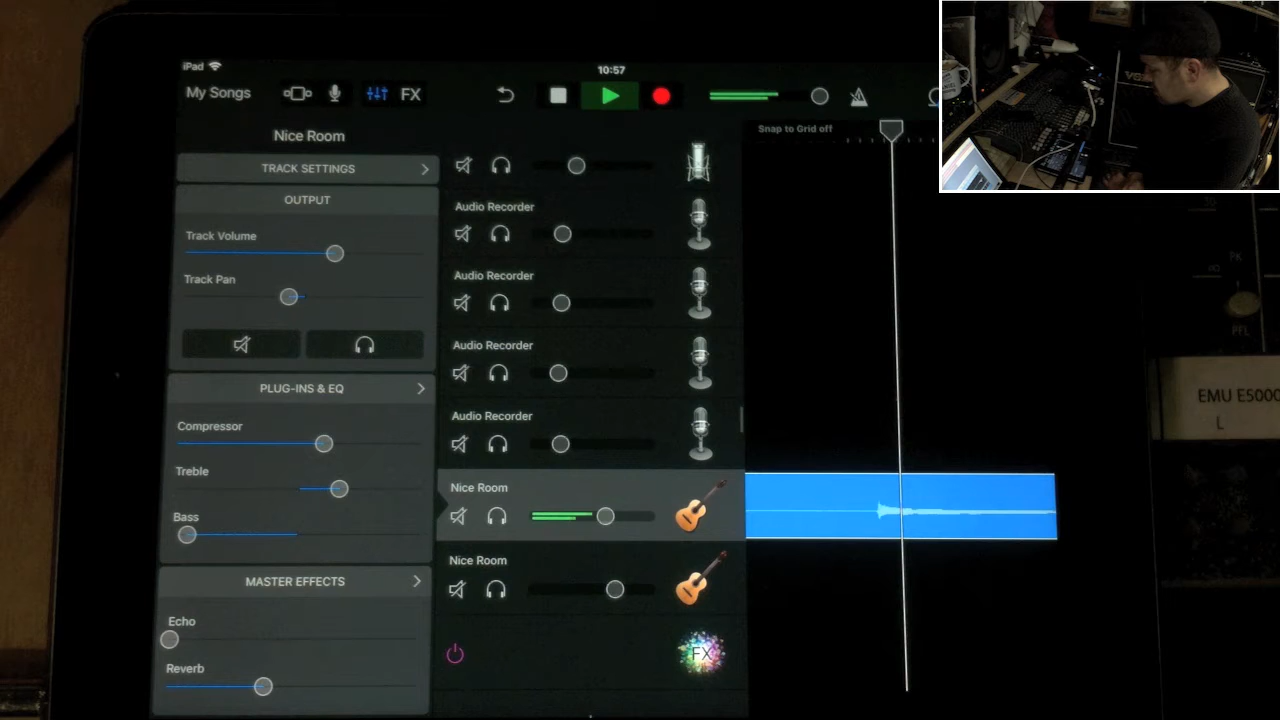 iPad
10:57
My Songs
FX
Nice Room
TRACK SETTINGS
OUTPUT
Track Volume
Track Pan
PLUG-INS & EQ
Compressor
Treble
Bass
MASTER EFFECTS
Echo
Reverb
Audio Recorder
Audio Recorder
Audio Recorder
Audio Recorder
Nice Room
Nice Room
FX
Snap to Grid off
PK
PFL
EMU E5000
L